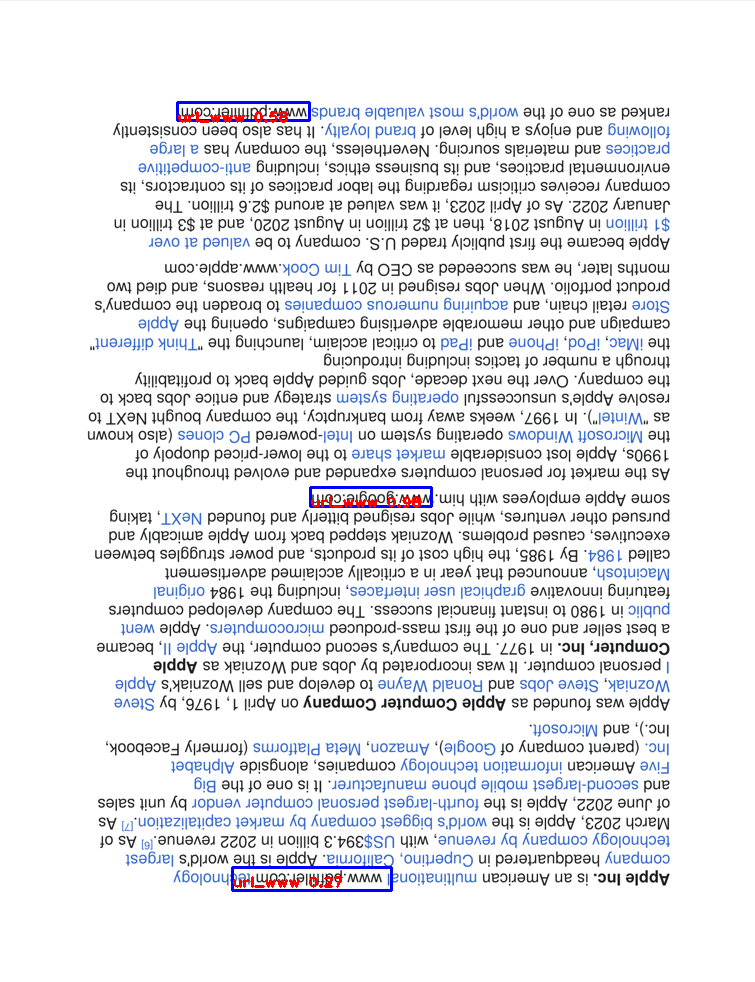 Apple Inc. is an American multinational www.pdffiller.com technology
url_www 0.27
company headquartered in Cupertino, California. Apple is the world's largest
technology company by revenue, with US$394.3 billion in 2022 revenue.[6] As of
March 2023, Apple is the world's biggest company by market capitalization.[7] As
of June 2022, Apple is the fourth-largest personal computer vendor by unit sales
and second-largest mobile phone manufacturer. It is one of the Big
Five American information technology companies, alongside Alphabet
Inc. (parent company of Google), Amazon, Meta Platforms (formerly Facebook,
Inc.), and Microsoft.
Apple was founded as Apple Computer Company on April 1, 1976, by Steve
Wozniak, Steve Jobs and Ronald Wayne to develop and sell Wozniak's Apple
I personal computer. It was incorporated by Jobs and Wozniak as Apple
Computer, Inc. in 1977. The company's second computer, the Apple II, became
a best seller and one of the first mass-produced microcomputers. Apple went
public in 1980 to instant financial success. The company developed computers
featuring innovative graphical user interfaces, including the 1984 original
Macintosh, announced that year in a critically acclaimed advertisement
called 1984. By 1985, the high cost of its products, and power struggles between
executives, caused problems. Wozniak stepped back from Apple amicably and
pursued other ventures, while Jobs resigned bitterly and founded NeXT, taking
some Apple employees with him. www.google.com
url_www 0.98
As the market for personal computers expanded and evolved throughout the
1990s, Apple lost considerable market share to the lower-priced duopoly of
the Microsoft Windows operating system on Intel-powered PC clones (also known
as "Wintel"). In 1997, weeks away from bankruptcy, the company bought NeXT to
resolve Apple's unsuccessful operating system strategy and entice Jobs back to
the company. Over the next decade, Jobs guided Apple back to profitability
through a number of tactics including introducing
the iMac, iPod, iPhone and iPad to critical acclaim, launching the "Think different"
campaign and other memorable advertising campaigns, opening the Apple
Store retail chain, and acquiring numerous companies to broaden the company's
product portfolio. When Jobs resigned in 2011 for health reasons, and died two
months later, he was succeeded as CEO by Tim Cook.www.apple.com
Apple became the first publicly traded U.S. company to be valued at over
$1 trillion in August 2018, then at $2 trillion in August 2020, and at $3 trillion in
January 2022. As of April 2023, it was valued at around $2.6 trillion. The
company receives criticism regarding the labor practices of its contractors, its
environmental practices, and its business ethics, including anti-competitive
practices and materials sourcing. Nevertheless, the company has a large
following and enjoys a high level of brand loyalty. It has also been consistently
ranked as one of the world's most valuable brands www.pdffiller.com
url_www 0.58